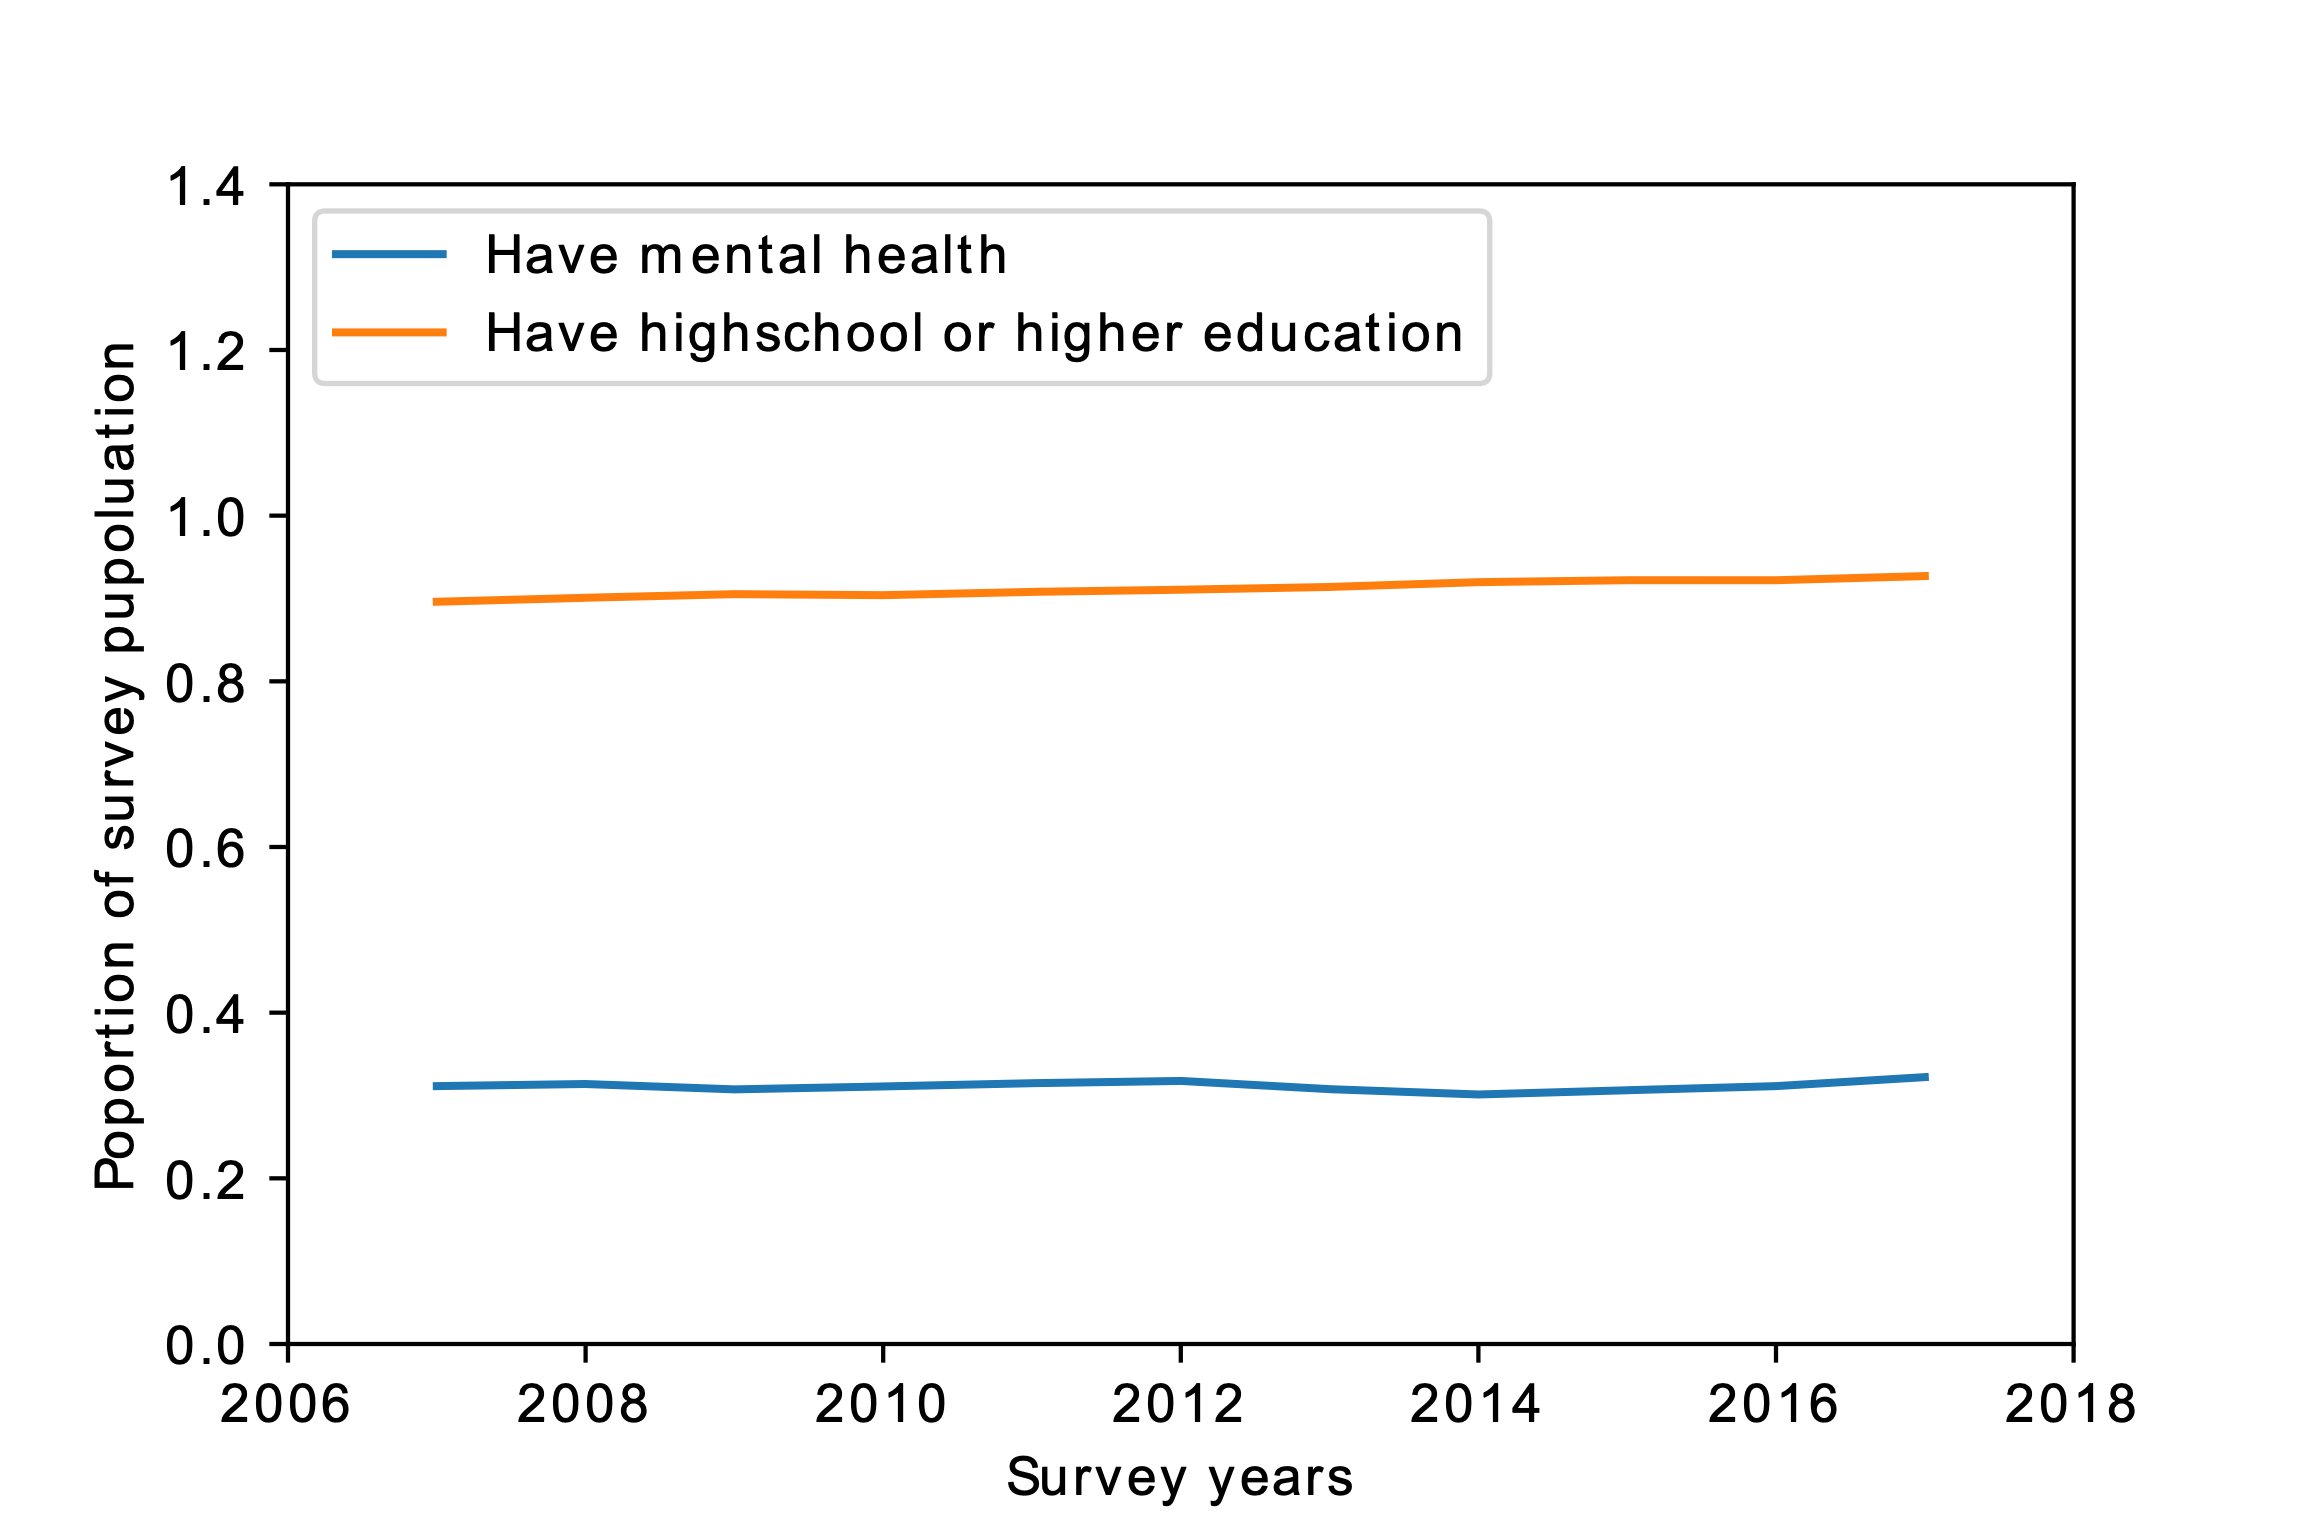 1.4
Have mental health
Have highschool or higher education
1.2
1.0
0.8
0.6
0.4
0.2
0.0
Poportion of survey pupoluation
2006 2008 2010 2012 2014 2016 2018
Survey years